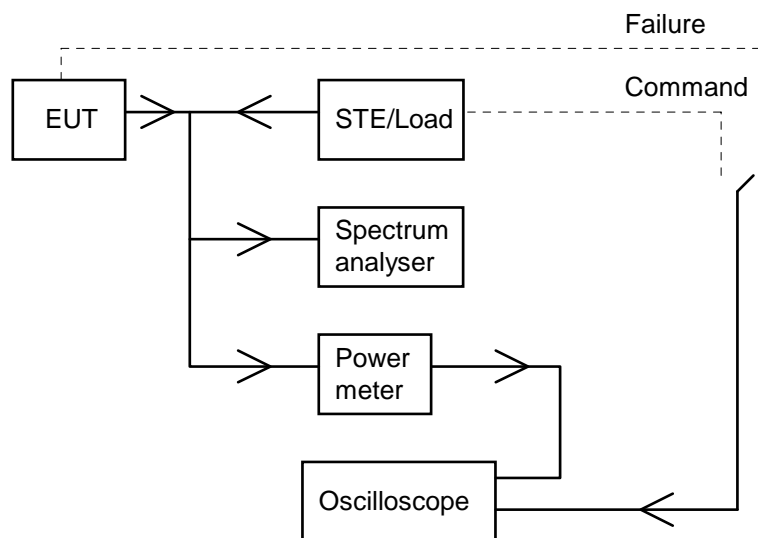 Failure
Command
EUT
STE/Load
Spectrum
analyser
Power
meter
Oscilloscope